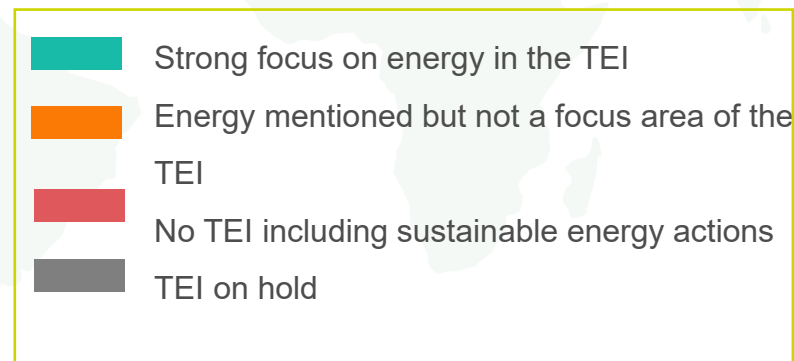 Strong focus on energy in the TEI
Energy mentioned but not a focus area of the
TEI
No TEI including sustainable energy actions
TEI on hold